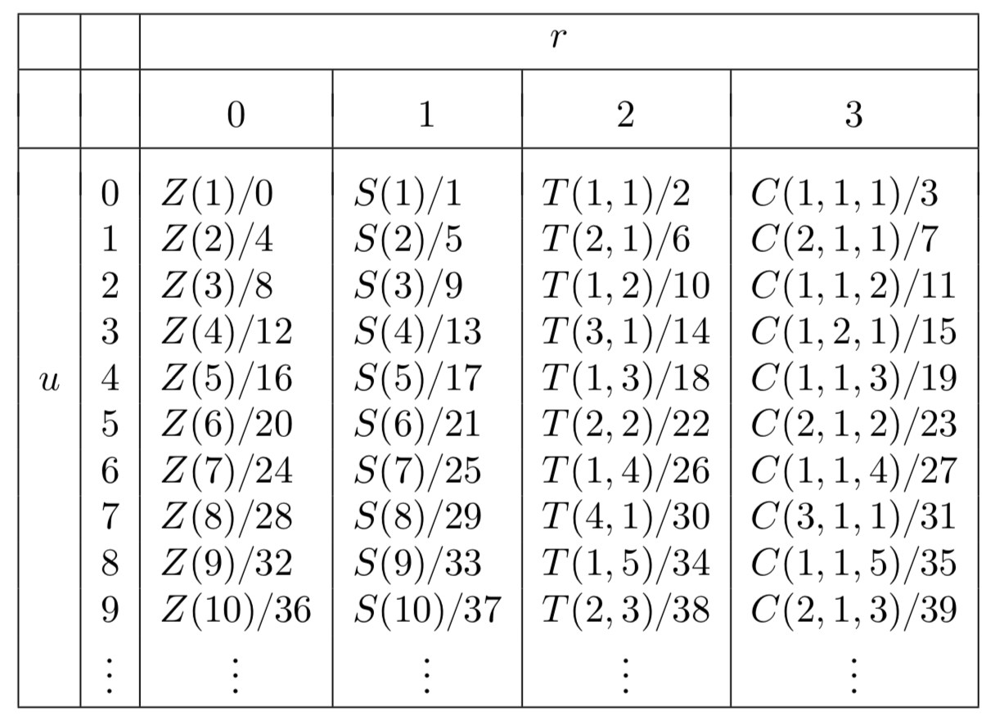 r
0 1 2 3
0 Z(1)/0 S(1)/1 T(1, 1)/2 C(1, 1, 1)/3
1 Z(2)/4 S(2)/5 T(2, 1)/6 C(2, 1, 1)/7
2 Z(3)/8 S(3)/9 T(1, 2)/10 C(1, 1, 2)/11
3 Z(4)/12 S(4)/13 T(3, 1)/14 C(1, 2, 1)/15
u 4 Z(5)/16 S(5)/17 T(1, 3)/18 C(1, 1, 3)/19
5 Z(6)/20 S(6)/21 T(2, 2)/22 C(2, 1, 2)/23
6 Z(7)/24 S(7)/25 T(1, 4)/26 C(1, 1, 4)/27
7 Z(8)/28 S(8)/29 T(4, 1)/30 C(3, 1, 1)/31
8 Z(9)/32 S(9)/33 T(1, 5)/34 C(1, 1, 5)/35
9 Z(10)/36 S(10)/37 T(2, 3)/38 C(2, 1, 3)/39
⋮ ⋮ ⋮ ⋮ ⋮